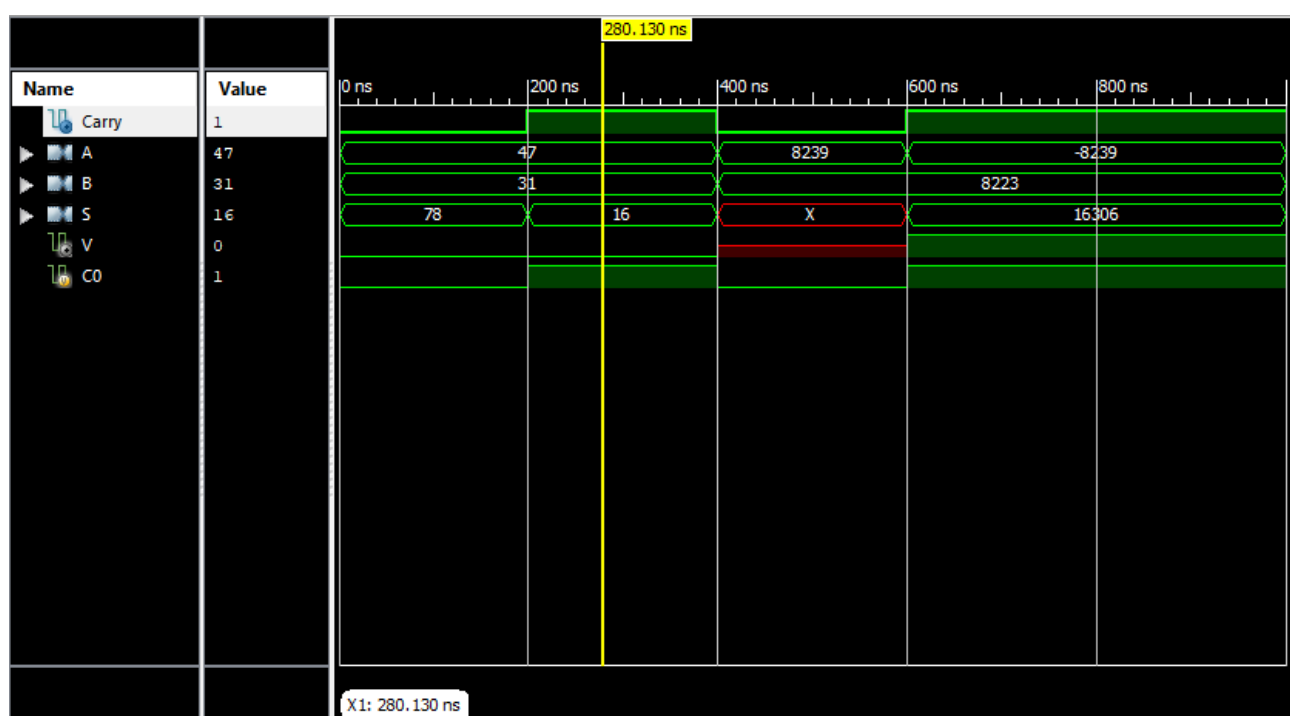 280.130 ns
Name Value 0 ns 200 ns 400 ns 600 ns 800 ns
Carry 1
A 47 47 8239 -8239
B 31 31 8223
S 16 78 16 X 16306
V 0
C0 1
X1: 280.130 ns